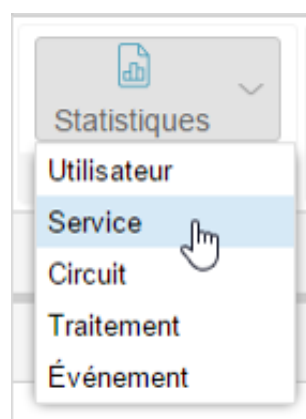 Statistiques
Utilisateur
Service
Circuit
Traitement
Événement